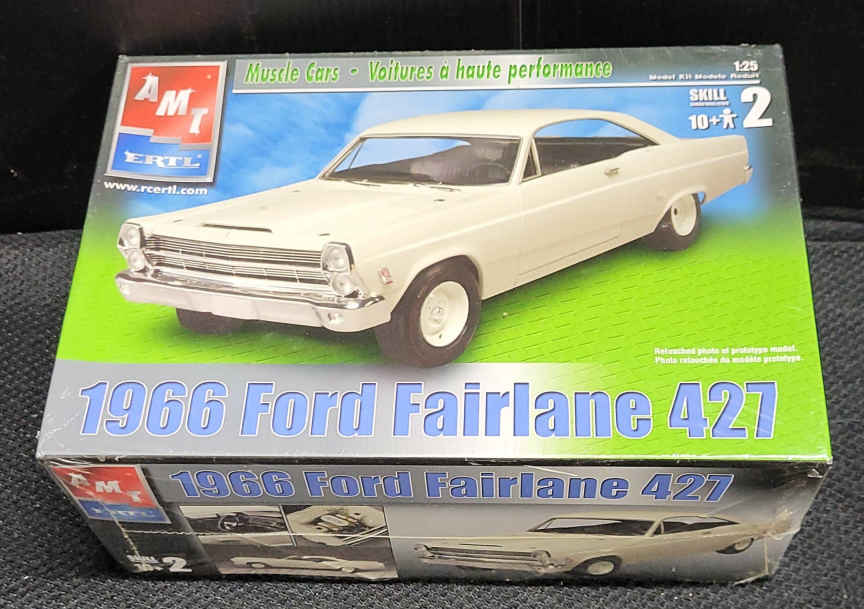 Muscle Cars - Voitures à haute performance
1:25
Model Kit Modele Reduit
AMT
ERTL
www.rcertl.com
SKILL
2
10+
Retouched photo of prototype model.
Photo retouchée du modèle prototype.
1966 Ford Fairlane 427
AMT
ERTL
1966 Ford Fairlane 427
2